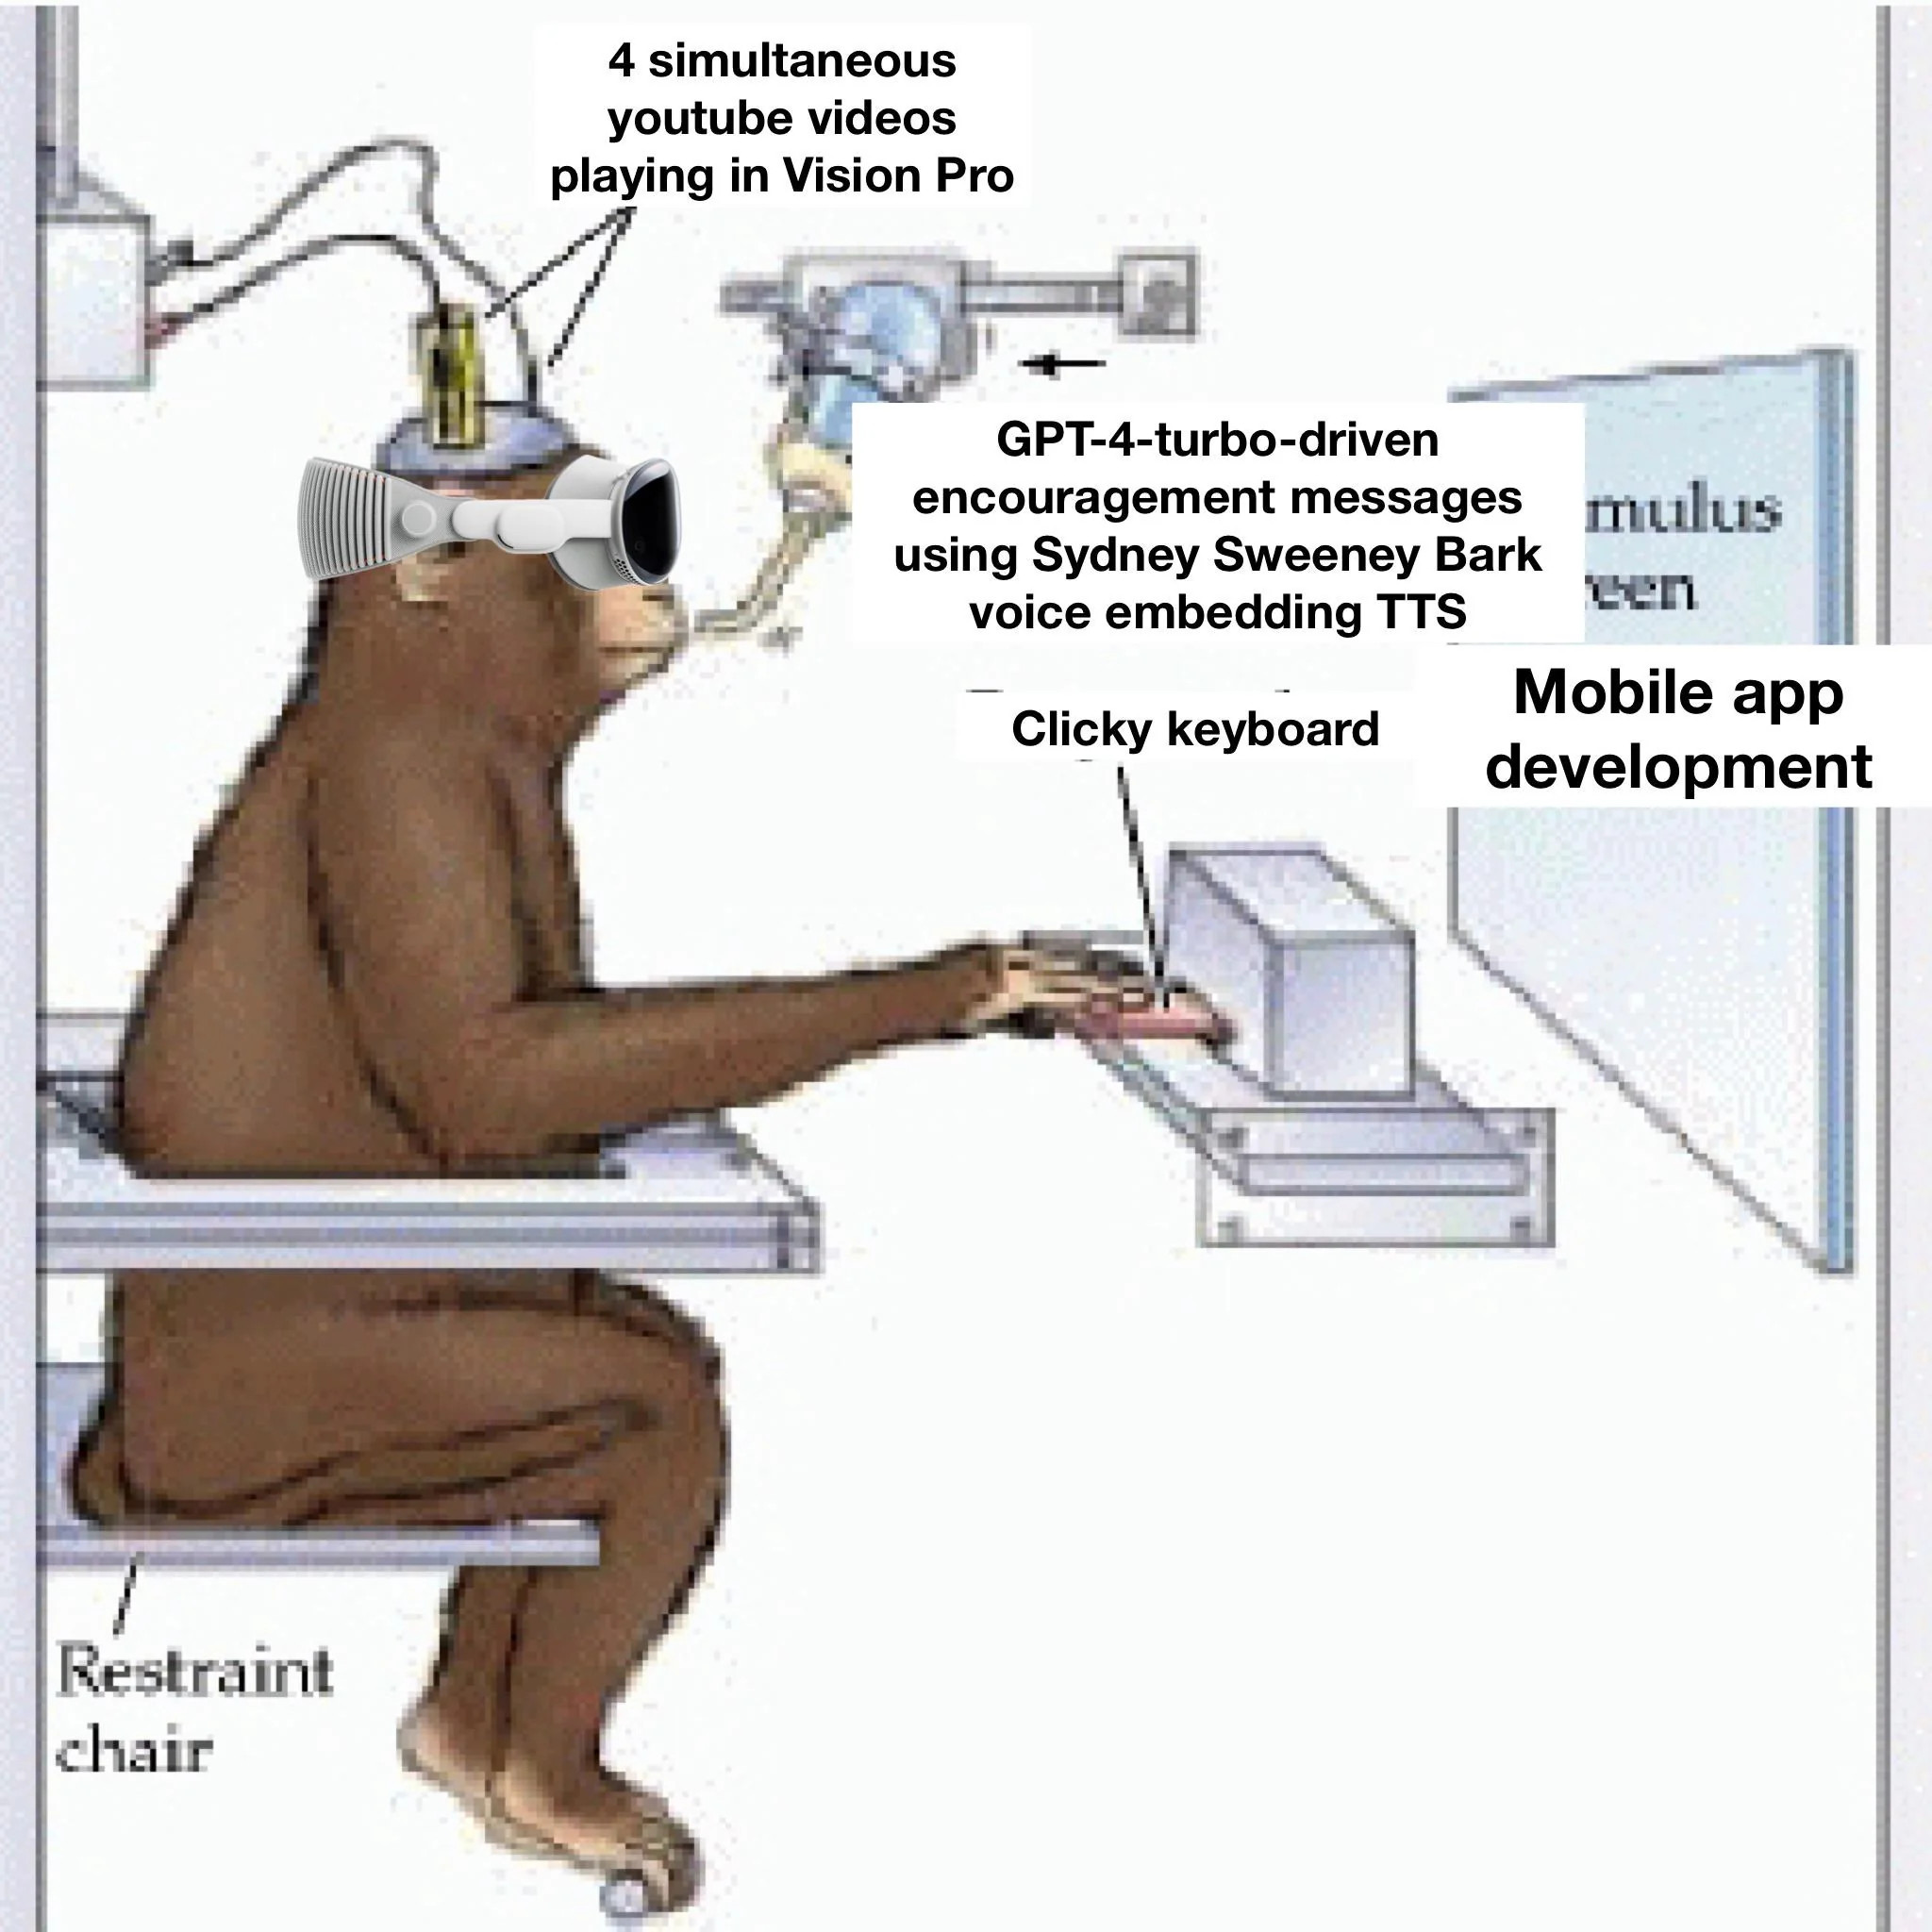 4 simultaneous
youtube videos
playing in Vision Pro
GPT-4-turbo-driven
encouragement messages
using Sydney Sweeney Bark
voice embedding TTS
mulus
een
Clicky keyboard
Mobile app
development
Restraint
chair